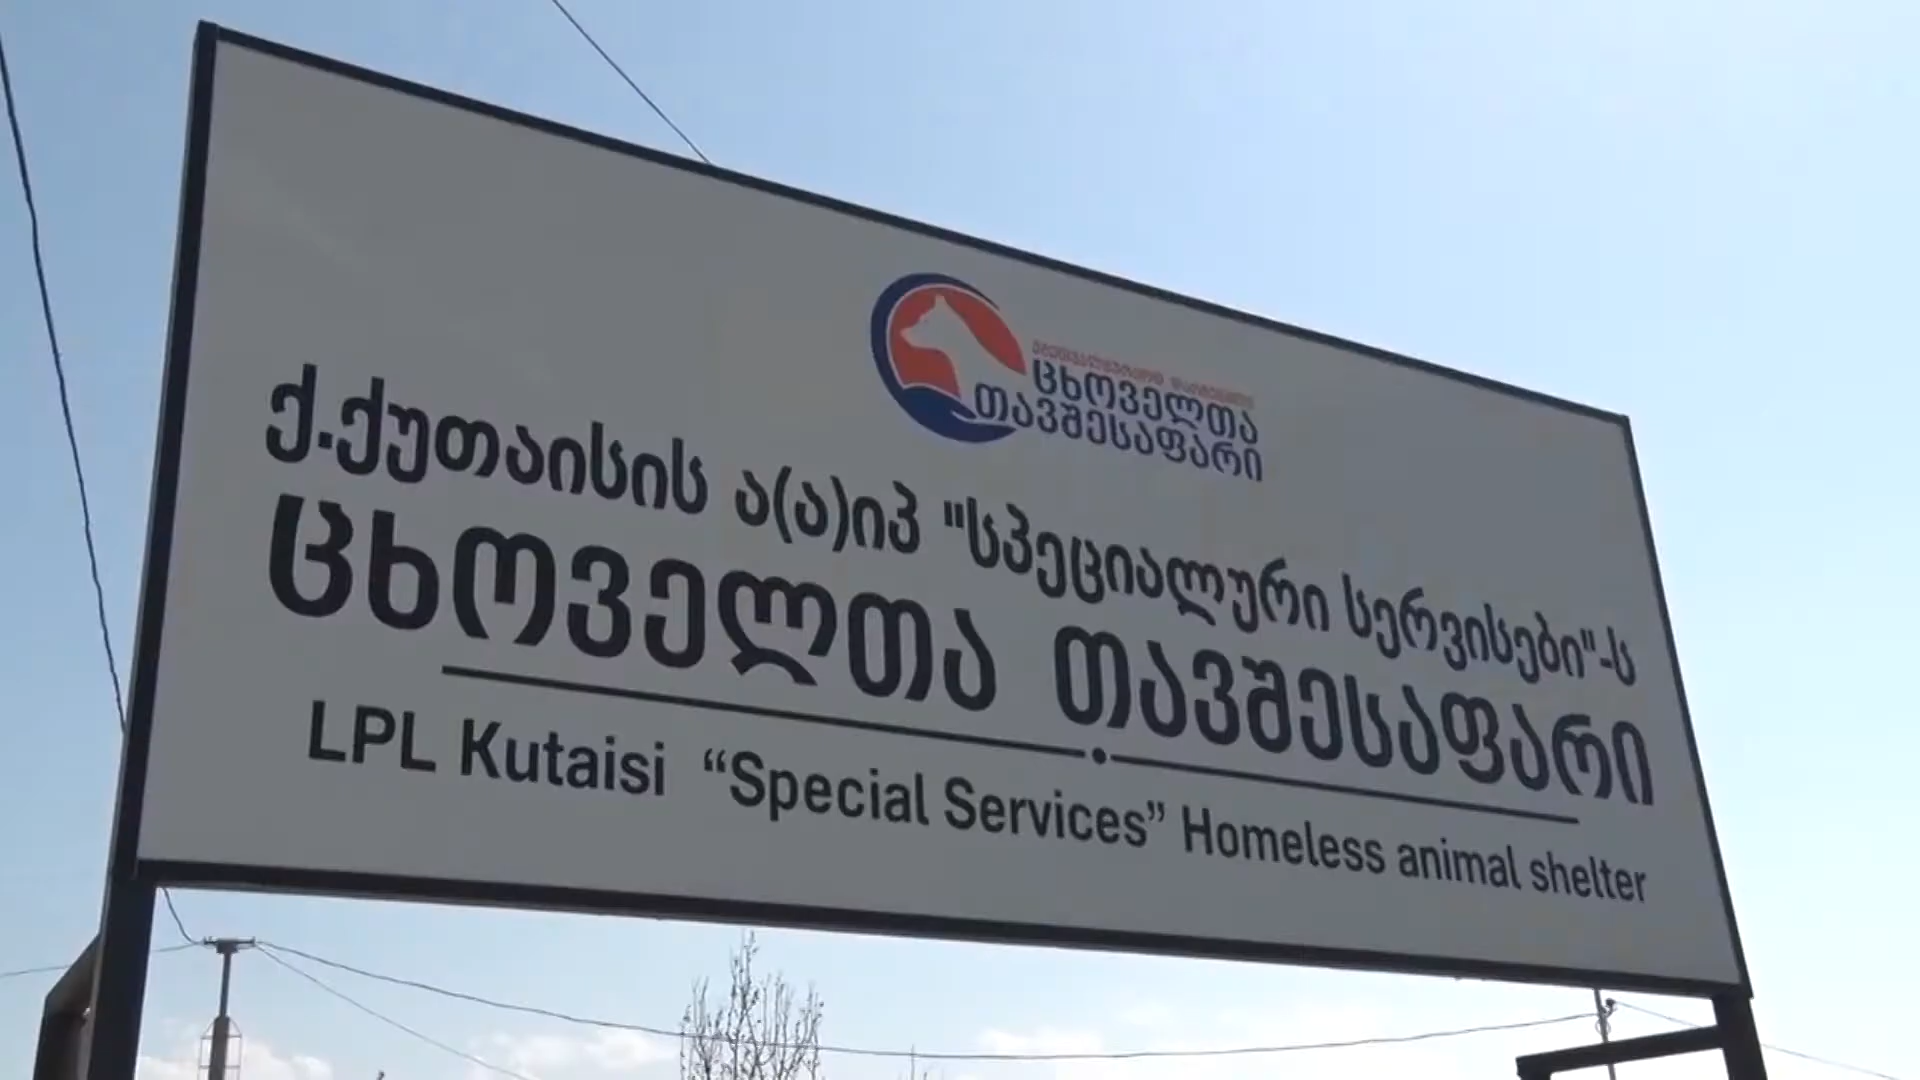 ცხოველთა
თავშესაფარი
ქ.ქუთაისის ა(ა)იპ "სპეციალური სერვისები"-ს
ცხოველთა თავშესაფარი
LPL Kutaisi “Special Services” Homeless animal shelter